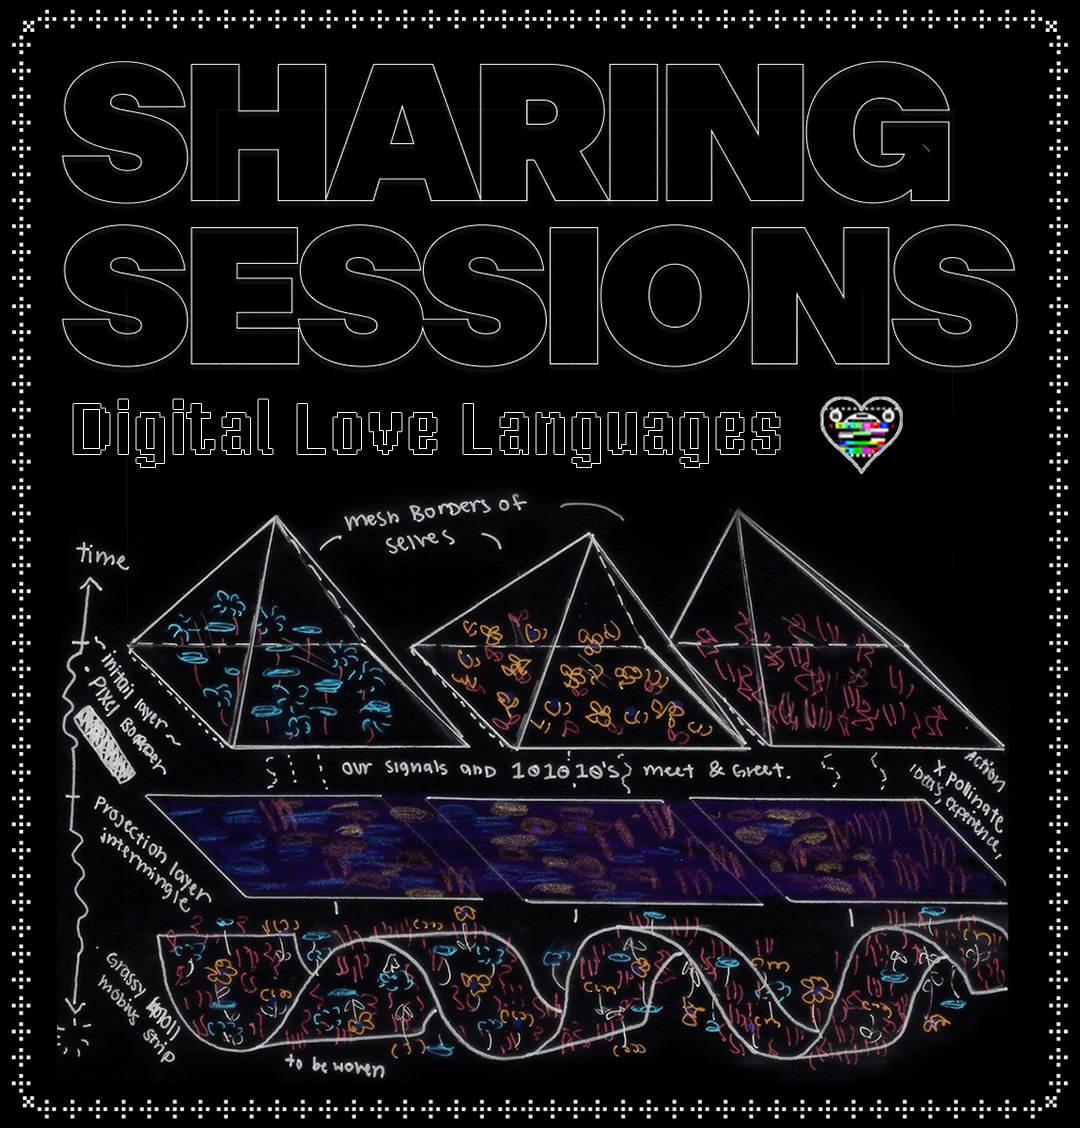 SHARING
SESSIONS
Digital Love Languages
mesh Borders of
selves
time
initail layer ~
Pixel Border
our signals and 101010's meet & Greet.
Action
X pollinate
ideas, experience,
Projection layer
intermingle
Grassy
mobius strip
to be woven